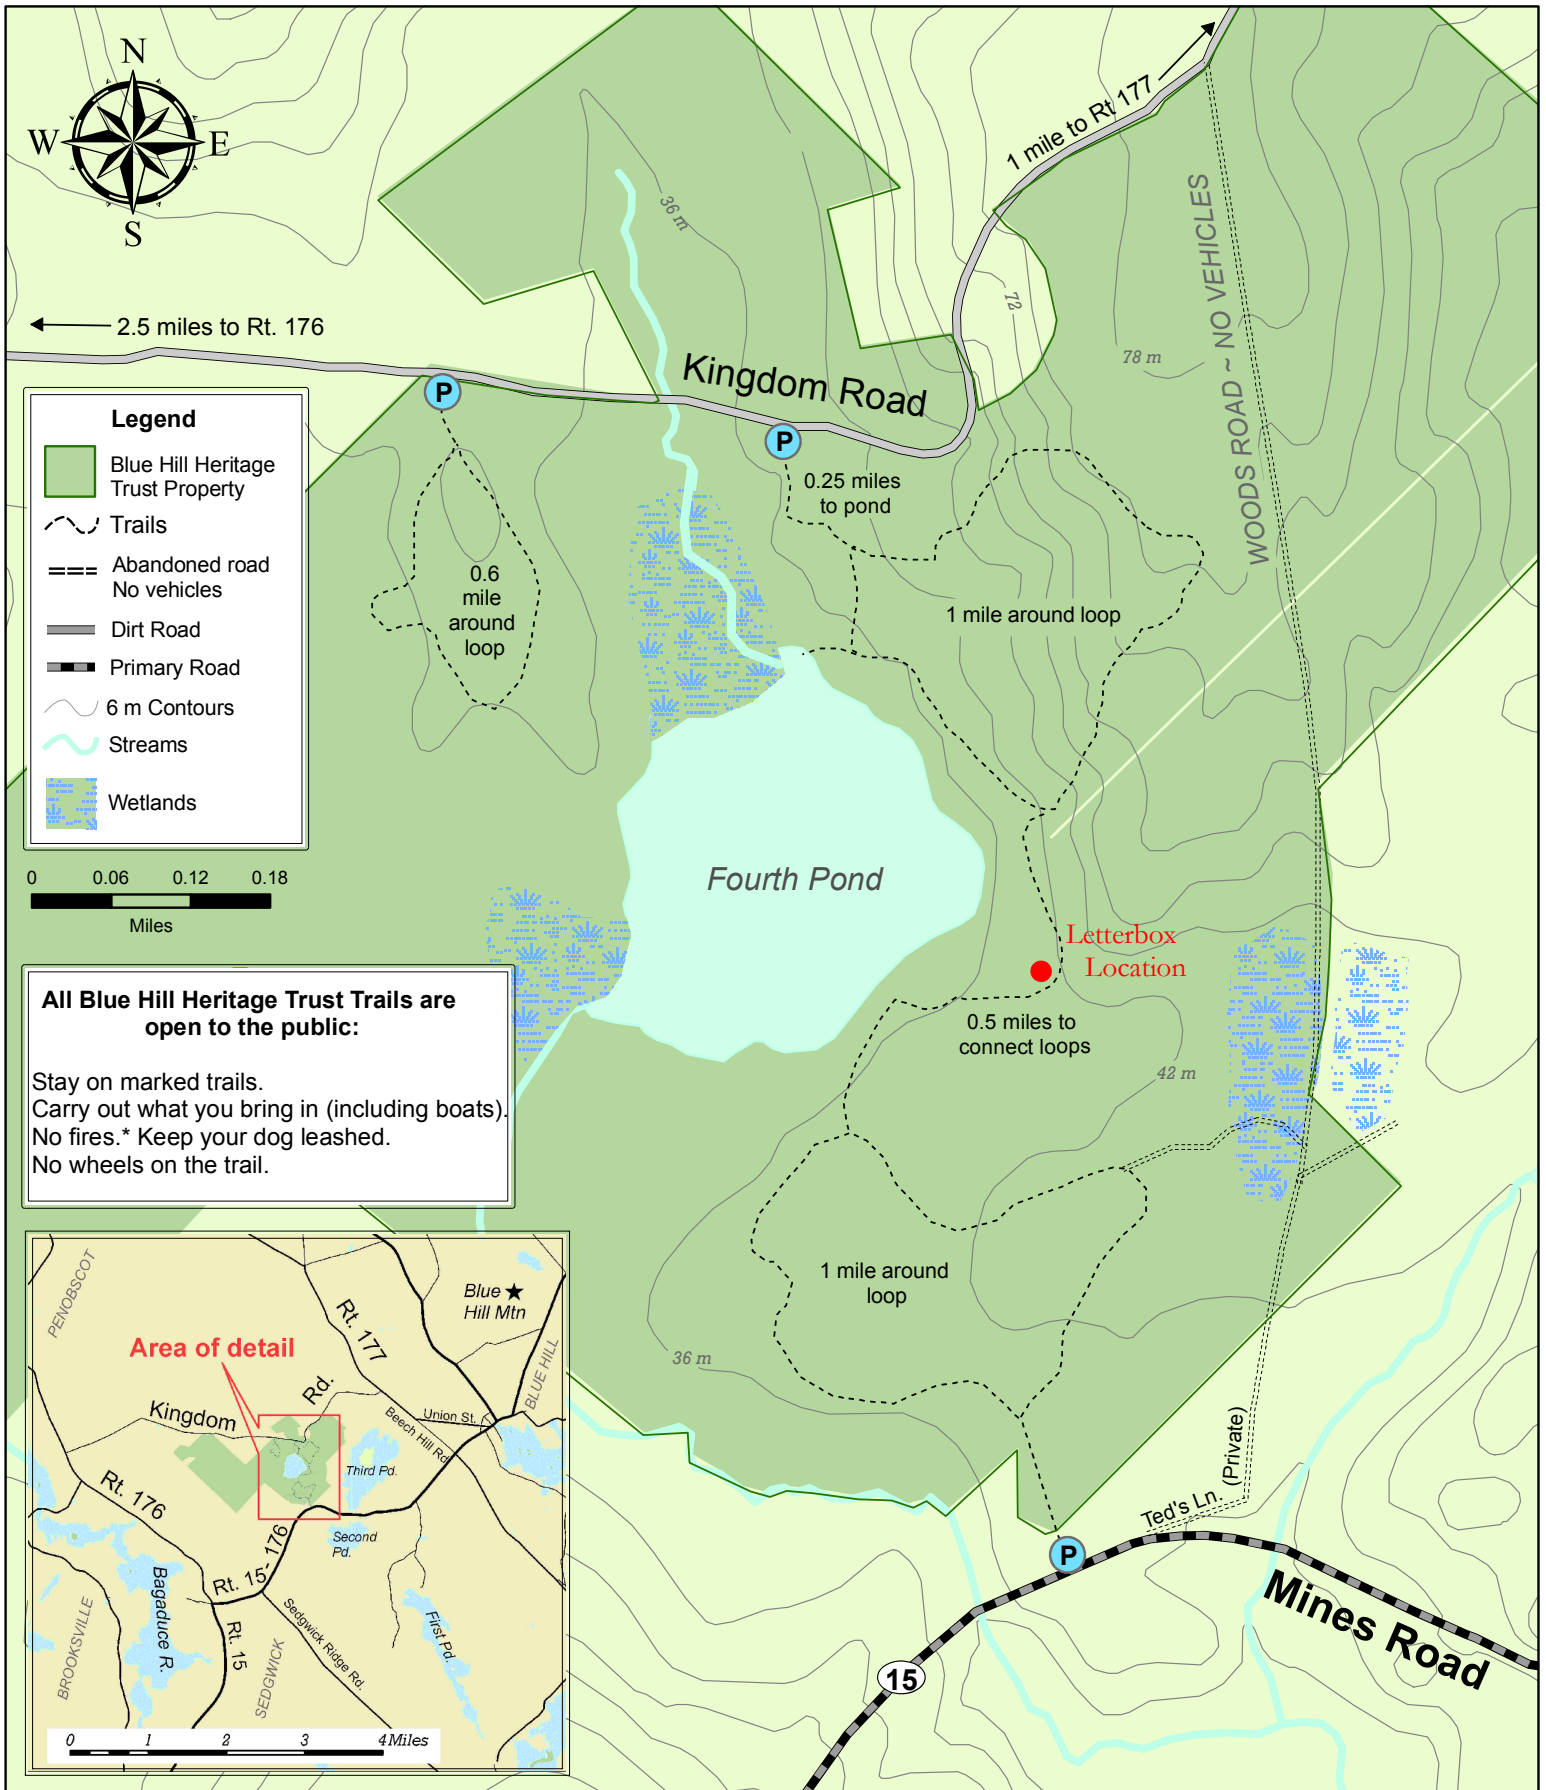 N
W
E
S
1 mile to Rt 177
36 m
72
78 m
WOODS ROAD ~ NO VEHICLES
2.5 miles to Rt. 176
Kingdom Road
P
P
0.25 miles
to pond
Legend
Blue Hill Heritage
Trust Property
Trails
Abandoned road
No vehicles
Dirt Road
Primary Road
6 m Contours
Streams
Wetlands
0.6
mile
around
loop
1 mile around loop
0 0.06 0.12 0.18
Miles
Fourth Pond
Letterbox
Location
0.5 miles to
connect loops
42 m
All Blue Hill Heritage Trust Trails are
open to the public:
Stay on marked trails.
Carry out what you bring in (including boats).
No fires.* Keep your dog leashed.
No wheels on the trail.
1 mile around
loop
36 m
Ted's Ln. (Private)
P
Mines Road
15
PENOBSCOT
Blue
Hill Mtn
Rt. 177
Area of detail
BLUE HILL
Rd.
Kingdom
Union St.
Beech Hill Rd
Third Pd.
Rt. 176
Second
Pd.
Rt. 15 - 176
Bagaduce R.
First Pd.
Sedgwick Ridge Rd.
Rt. 15
BROOKSVILLE
SEDGWICK
0 1 2 3 4 Miles